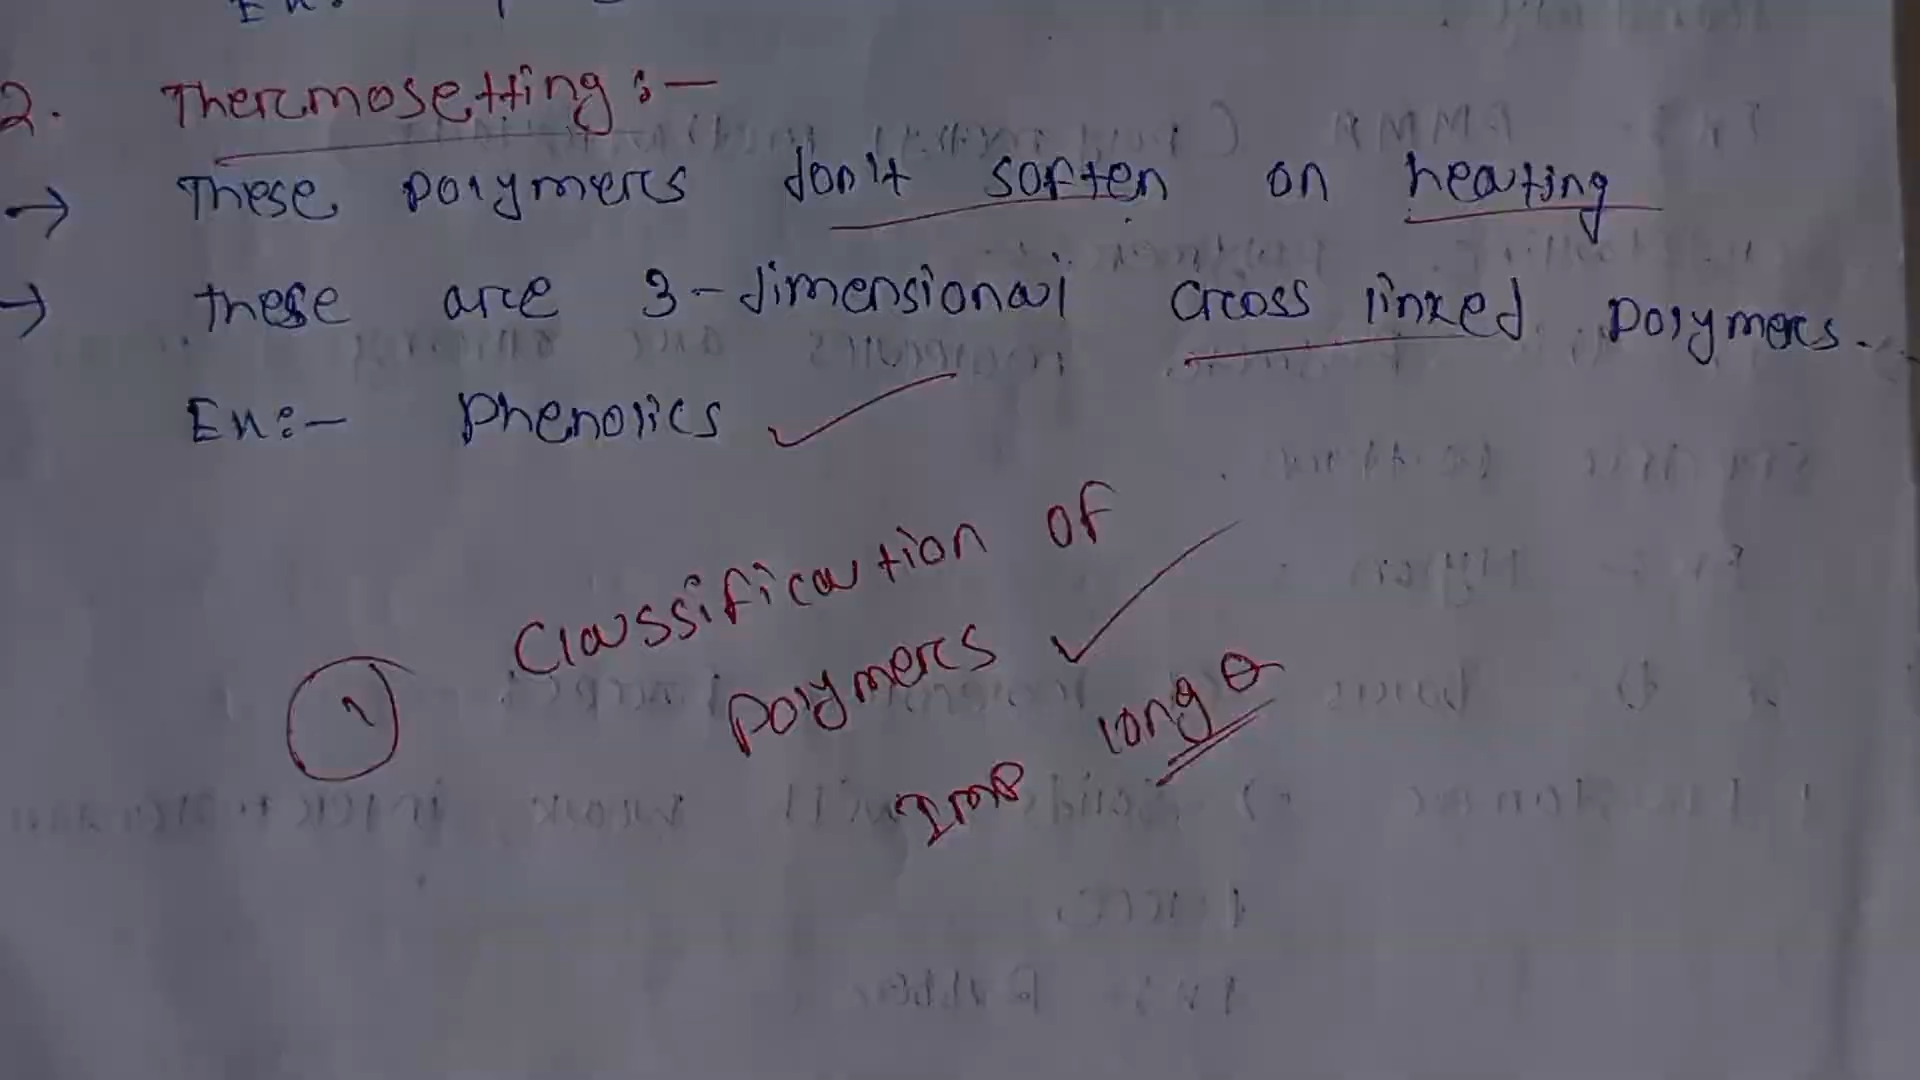 2. Thermosetting :-
→ These polymers don't soften on heating
→ these are 3-dimensional cross linked polymers.
Ex:- Phenolics ✓
Classification of
polymers ✓
Imp long Q